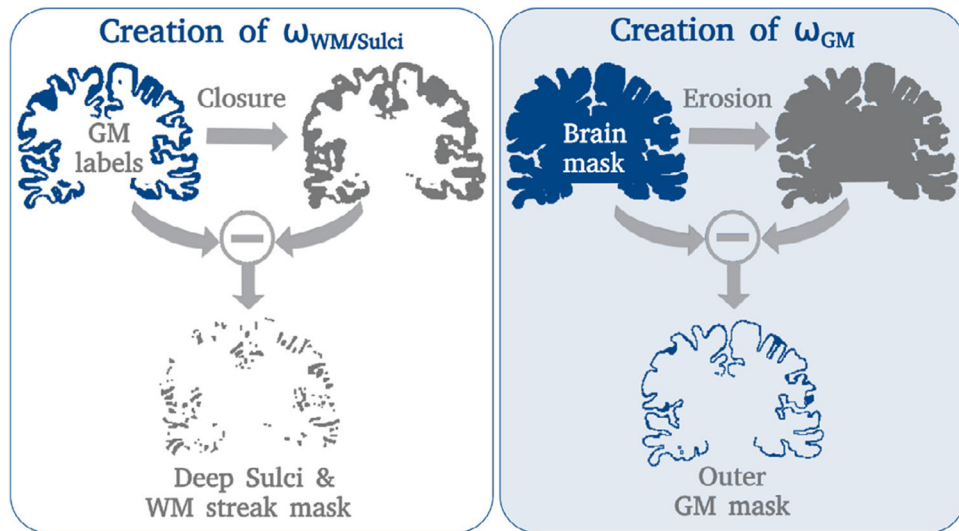 Creation of ωWM/Sulci
GM
labels
Closure
Deep Sulci &
WM streak mask
Creation of ωGM
Brain
mask
Erosion
Outer
GM mask